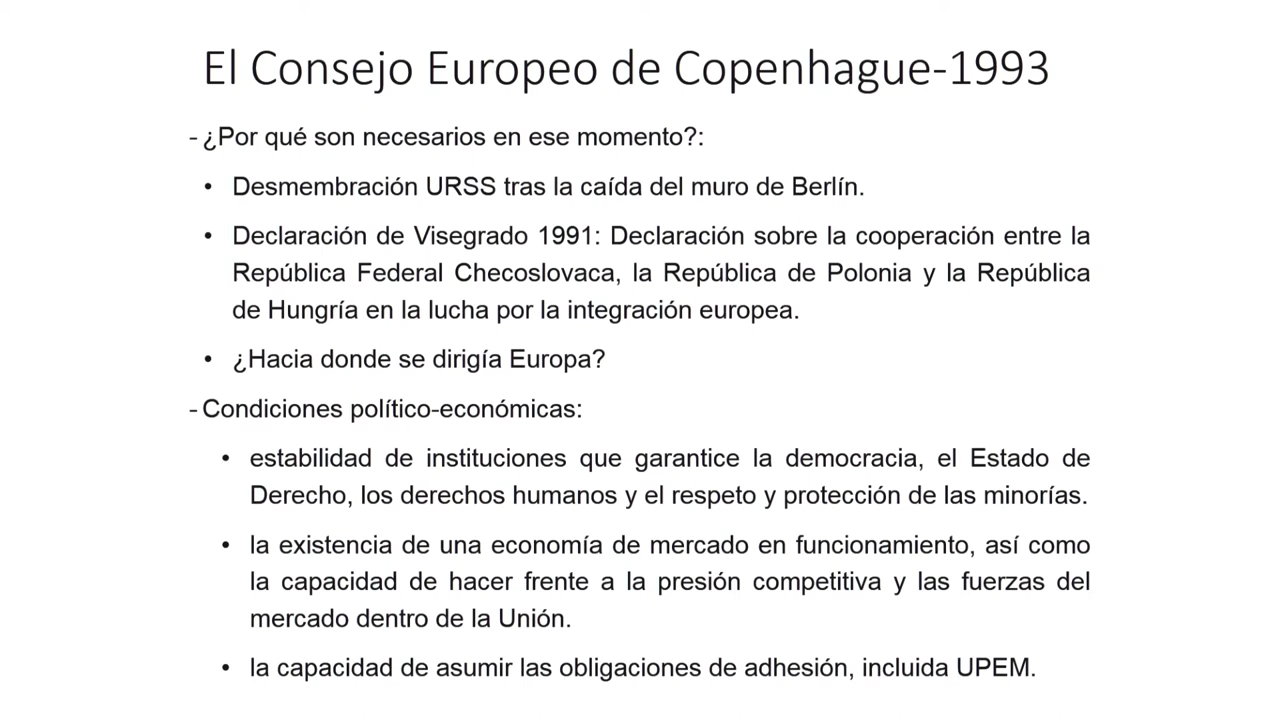 El Consejo Europeo de Copenhague-1993
- ¿Por qué son necesarios en ese momento?:
• Desmembración URSS tras la caída del muro de Berlín.
• Declaración de Visegrado 1991: Declaración sobre la cooperación entre la
República Federal Checoslovaca, la República de Polonia y la República
de Hungría en la lucha por la integración europea.
• ¿Hacia donde se dirigía Europa?
- Condiciones político-económicas:
• estabilidad de instituciones que garantice la democracia, el Estado de
Derecho, los derechos humanos y el respeto y protección de las minorías.
• la existencia de una economía de mercado en funcionamiento, así como
la capacidad de hacer frente a la presión competitiva y las fuerzas del
mercado dentro de la Unión.
• la capacidad de asumir las obligaciones de adhesión, incluida UPEM.